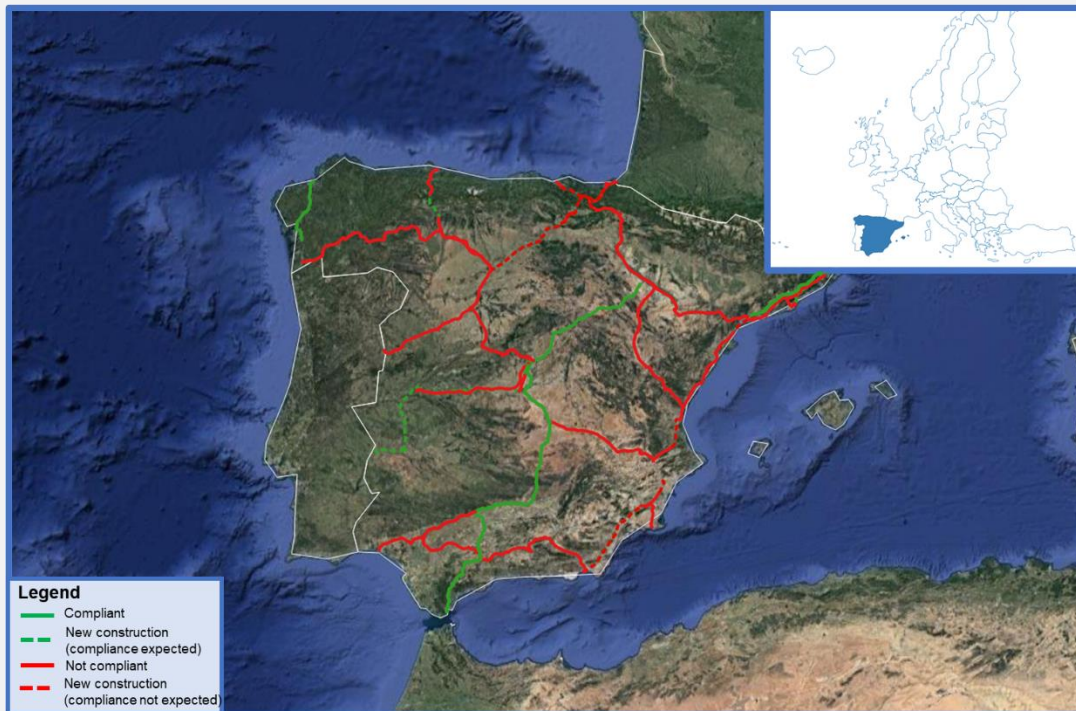 Legend
Compliant
New construction
(compliance expected)
Not compliant
New construction
(compliance not expected)